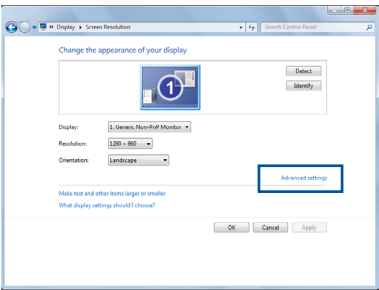 « Display ▸ Screen Resolution
Search Control Panel
Change the appearance of your display
1
Detect
Identify
Display: 1. Generic Non-PnP Monitor
Resolution: 1280 × 960
Orientation: Landscape
Advanced settings
Make text and other items larger or smaller
What display settings should I choose?
OK Cancel Apply